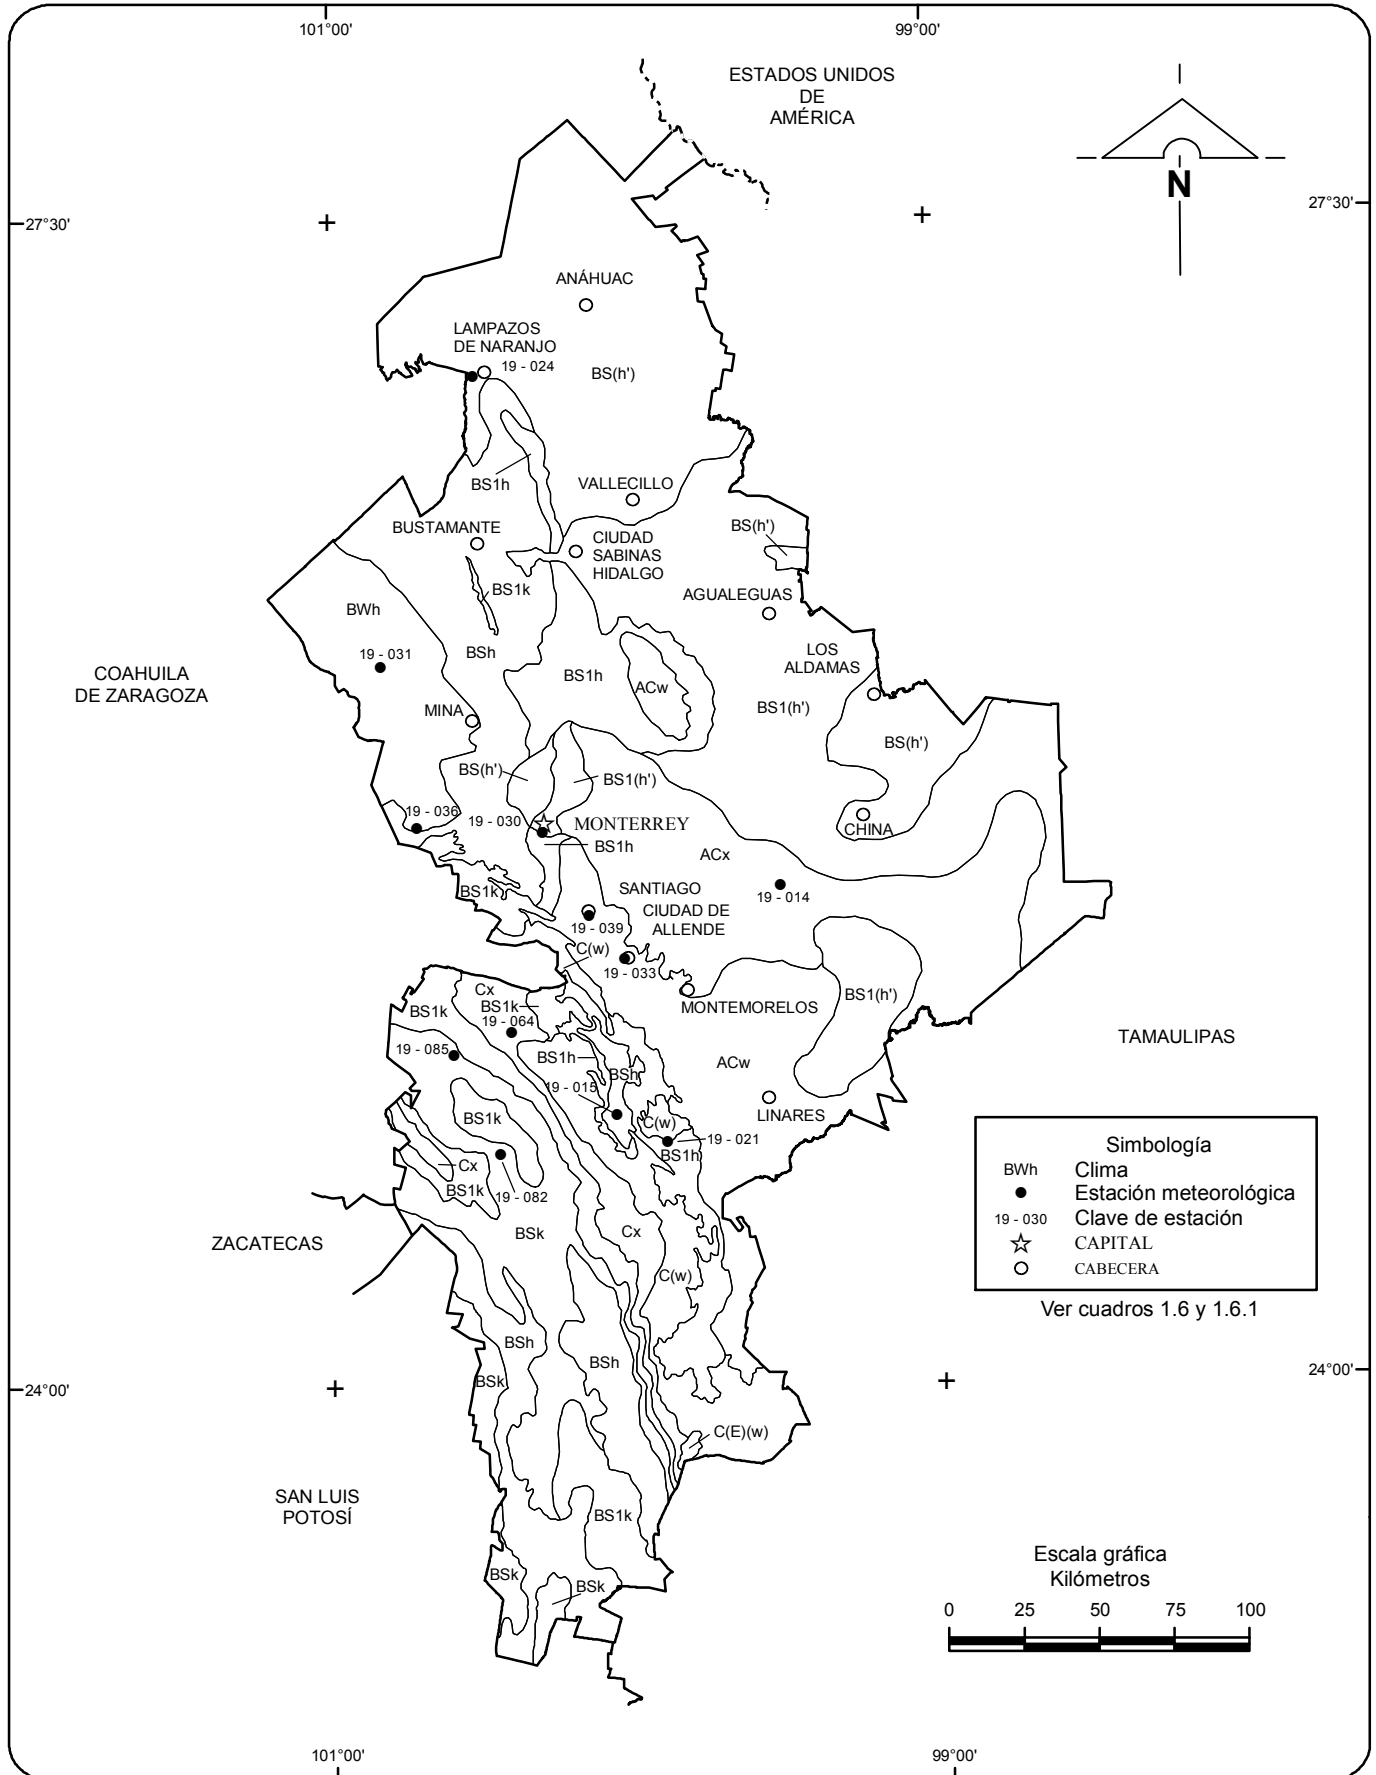 101°00'
99°00'
ESTADOS UNIDOS
DE
AMÉRICA
N
27°30'
27°30'
ANÁHUAC
LAMPAZOS
DE NARANJO
19 - 024
BS(h')
BS1h
VALLECILLO
BUSTAMANTE
CIUDAD
SABINAS
HIDALGO
BS(h')
BS1k
AGUALEGUAS
BWh
19 - 031
BSh
LOS
ALDAMAS
COAHUILA
DE ZARAGOZA
BS1h
ACw
MINA
BS1(h')
BS(h')
BS(h')
BS1(h')
19 - 036
19 - 030
MONTERREY
CHINA
BS1h
ACx
BS1k
SANTIAGO
19 - 014
CIUDAD DE
ALLENDE
19 - 039
C(w)
19 - 033
Cx
BS1k
BS1k
19 - 064
MONTEMORELOS
BS1(h')
TAMAULIPAS
19 - 085
BS1h
BSh
ACw
19 - 015
BS1k
C(w)
LINARES
19 - 021
BS1h
Cx
BS1k
19 - 082
Simbología
BWh
Clima
Estación meteorológica
19 - 030
Clave de estación
CAPITAL
CABECERA
Ver cuadros 1.6 y 1.6.1
ZACATECAS
BSk
Cx
C(w)
BSh
BSh
BSk
24°00'
24°00'
C(E)(w)
SAN LUIS
POTOSÍ
BS1k
BSk
BSk
Escala gráfica
Kilómetros
0 25 50 75 100
101°00'
99°00'